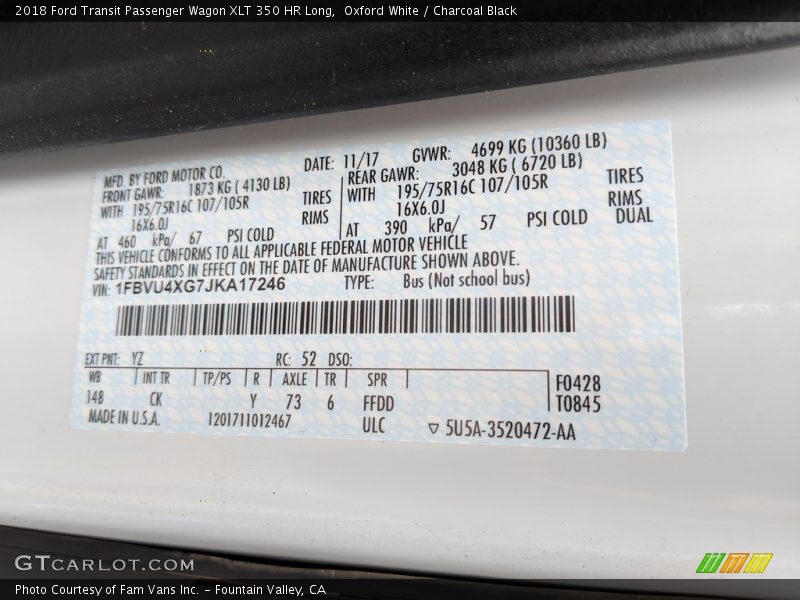 2018 Ford Transit Passenger Wagon XLT 350 HR Long,  Oxford White / Charcoal Black
MFD. BY FORD MOTOR CO. DATE: 11/17 GVWR: 4699 KG (10360 LB)
FRONT GAWR: 1873 KG ( 4130 LB) REAR GAWR: 3048 KG ( 6720 LB)
WITH 195/75R16C 107/105R TIRES WITH 195/75R16C 107/105R TIRES
16X6.0J RIMS 16X6.0J RIMS
AT 460 kPa/ 67 PSI COLD AT 390 kPa/ 57 PSI COLD DUAL
THIS VEHICLE CONFORMS TO ALL APPLICABLE FEDERAL MOTOR VEHICLE
SAFETY STANDARDS IN EFFECT ON THE DATE OF MANUFACTURE SHOWN ABOVE.
VIN: 1FBVU4XG7JKA17246 TYPE: Bus (Not school bus)
EXT PNT: YZ RC: 52 DSO:
WB INT TR TP/PS R AXLE TR SPR F0428
148 CK Y 73 6 FFDD T0845
MADE IN U.S.A. 1201711012467 ULC ▽ 5U5A-3520472-AA
GTCARLOT.COM
Photo Courtesy of Fam Vans Inc. – Fountain Valley, CA